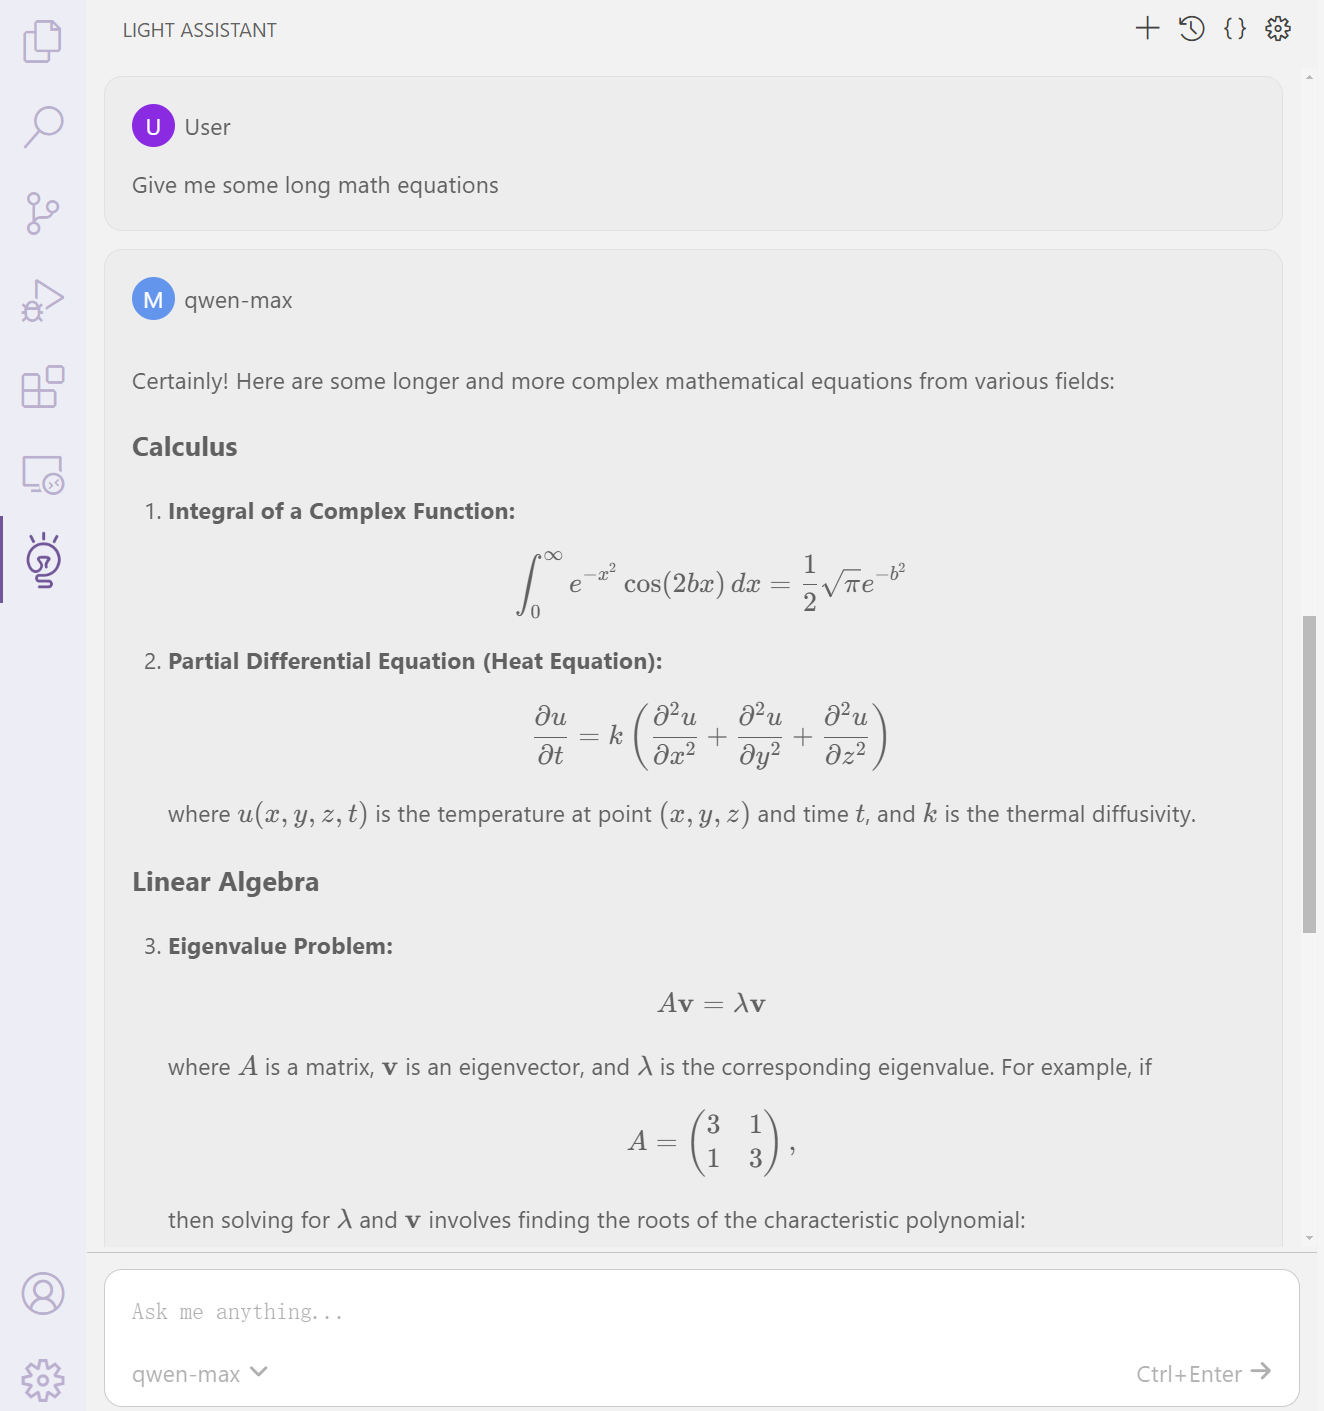 LIGHT ASSISTANT
U User
Give me some long math equations
M qwen-max
Certainly! Here are some longer and more complex mathematical equations from various fields:
Calculus
1. Integral of a Complex Function:
$$\int_0^\infty e^{-x^2} \cos(2bx)\, dx = \frac{1}{2}\sqrt{\pi}e^{-b^2}$$
2. Partial Differential Equation (Heat Equation):
$$\frac{\partial u}{\partial t} = k\left(\frac{\partial^2 u}{\partial x^2} + \frac{\partial^2 u}{\partial y^2} + \frac{\partial^2 u}{\partial z^2}\right)$$
where $u(x, y, z, t)$ is the temperature at point $(x, y, z)$ and time $t$, and $k$ is the thermal diffusivity.
Linear Algebra
3. Eigenvalue Problem:
$$A\mathbf{v} = \lambda\mathbf{v}$$
where $A$ is a matrix, $\mathbf{v}$ is an eigenvector, and $\lambda$ is the corresponding eigenvalue. For example, if
$$A = \begin{pmatrix} 3 & 1 \\ 1 & 3 \end{pmatrix},$$
then solving for $\lambda$ and $\mathbf{v}$ involves finding the roots of the characteristic polynomial:
Ask me anything...
qwen-max
Ctrl+Enter